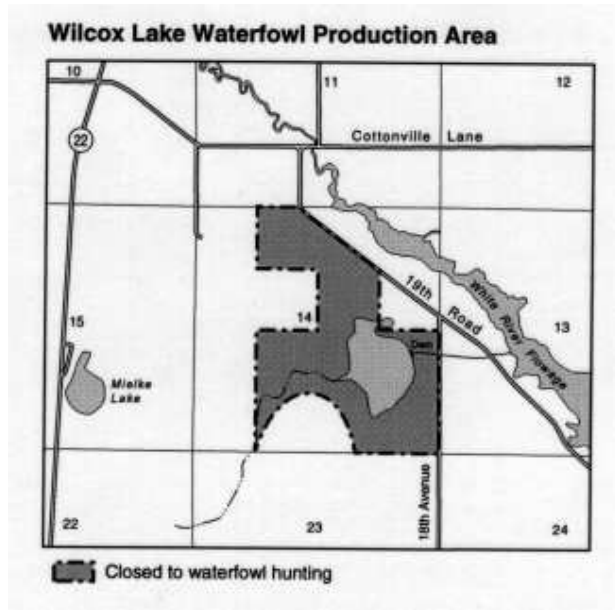 Wilcox Lake Waterfowl Production Area
10
11
12
22
Cottonville Lane
19th Road
White River Flowage
15
14
13
Dam
Mielke
Lake
18th Avenue
22
23
24
Closed to waterfowl hunting